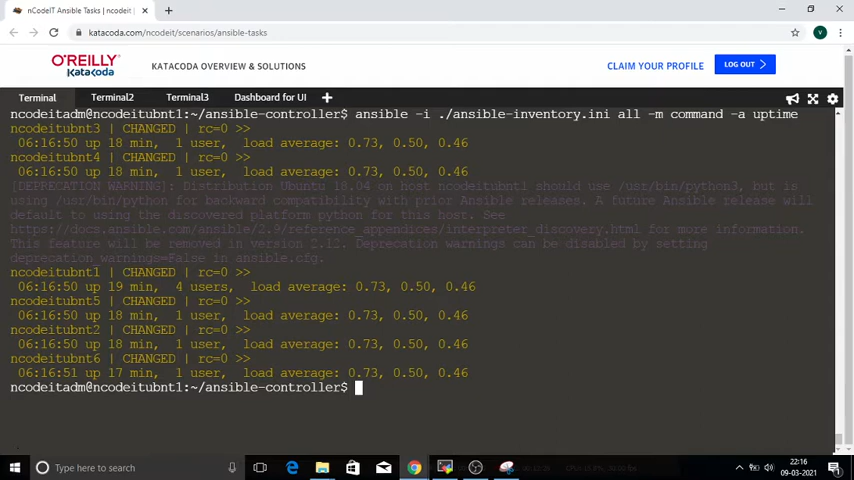 nCodeIT Ansible Tasks | ncodeit |
katacoda.com/ncodeit/scenarios/ansible-tasks
V
O'REILLY
Katacoda
KATACODA OVERVIEW & SOLUTIONS
CLAIM YOUR PROFILE
LOG OUT
Terminal
Terminal2
Terminal3
Dashboard for UI
ncodeitadm@ncodeitubnt1:~/ansible-controller$ ansible -i ./ansible-inventory.ini all -m command -a uptime
ncodeitubnt3 | CHANGED | rc=0 >>
06:16:50 up 18 min, 1 user, load average: 0.73, 0.50, 0.46
ncodeitubnt4 | CHANGED | rc=0 >>
06:16:50 up 18 min, 1 user, load average: 0.73, 0.50, 0.46
[DEPRECATION WARNING]: Distribution Ubuntu 18.04 on host ncodeitubnt1 should use /usr/bin/python3, but is
using /usr/bin/python for backward compatibility with prior Ansible releases. A future Ansible release will
default to using the discovered platform python for this host. See
https://docs.ansible.com/ansible/2.9/reference_appendices/interpreter_discovery.html for more information.
This feature will be removed in version 2.12. Deprecation warnings can be disabled by setting
deprecation_warnings=False in ansible.cfg.
ncodeitubnt1 | CHANGED | rc=0 >>
06:16:50 up 19 min, 4 users, load average: 0.73, 0.50, 0.46
ncodeitubnt5 | CHANGED | rc=0 >>
06:16:50 up 18 min, 1 user, load average: 0.73, 0.50, 0.46
ncodeitubnt2 | CHANGED | rc=0 >>
06:16:50 up 18 min, 1 user, load average: 0.73, 0.50, 0.46
ncodeitubnt6 | CHANGED | rc=0 >>
06:16:51 up 17 min, 1 user, load average: 0.73, 0.50, 0.46
ncodeitadm@ncodeitubnt1:~/ansible-controller$
Type here to search
22:16
09-03-2021